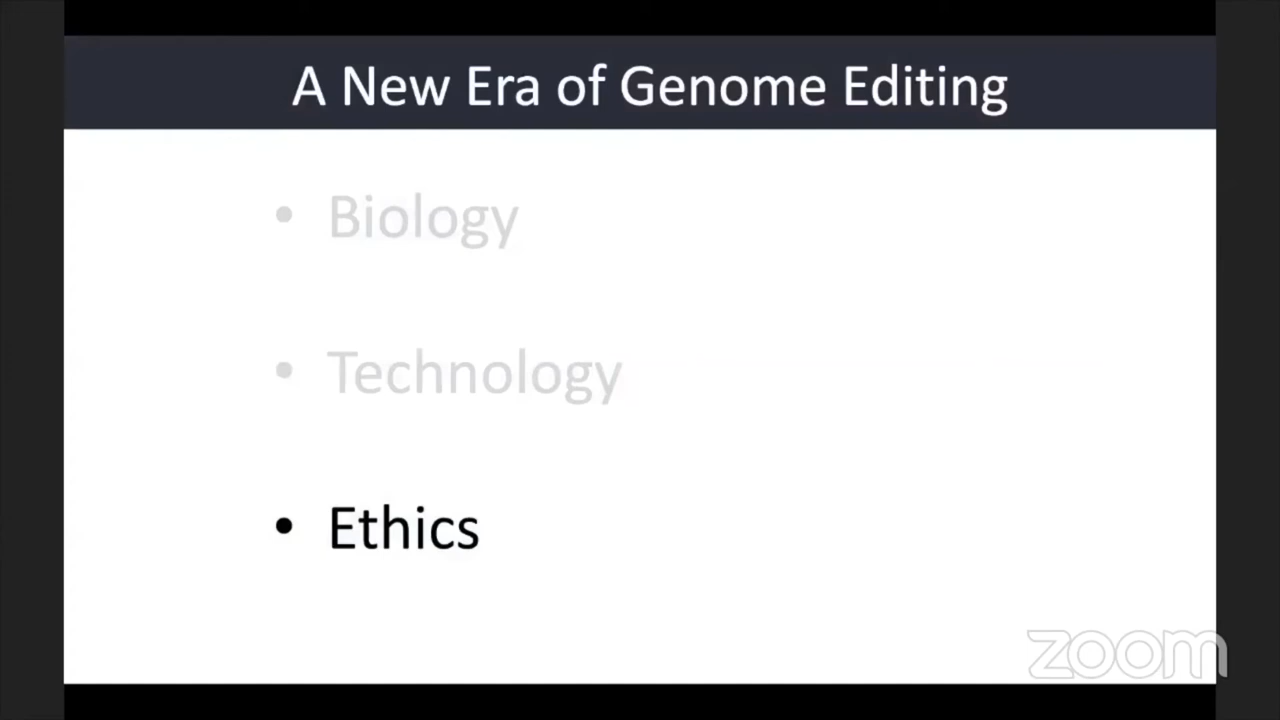 A New Era of Genome Editing
• Biology
• Technology
• Ethics
zoom